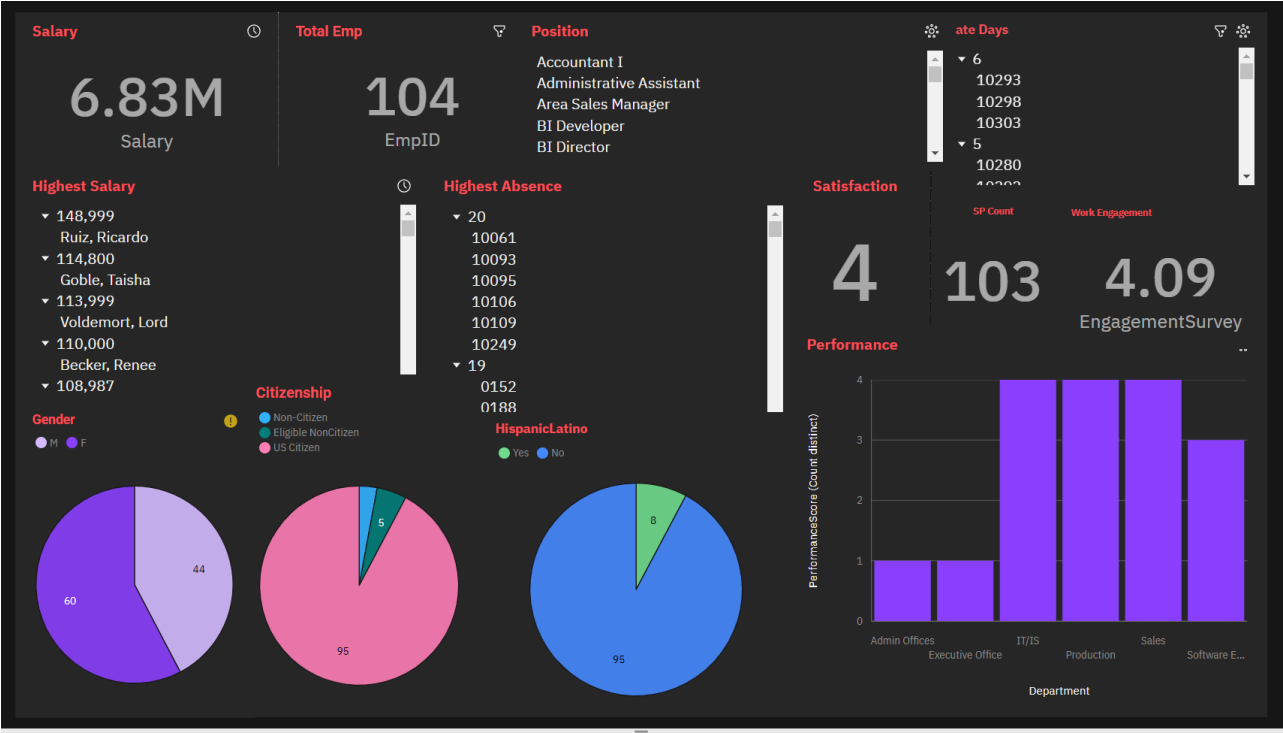 Salary
6.83M
Salary
Total Emp
104
EmpID
Position
Accountant I
Administrative Assistant
Area Sales Manager
BI Developer
BI Director
ate Days
6
10293
10298
10303
5
10280
Highest Salary
148,999
Ruiz, Ricardo
114,800
Goble, Taisha
113,999
Voldemort, Lord
110,000
Becker, Renee
108,987
Highest Absence
20
10061
10093
10095
10106
10109
10249
19
0152
0188
Satisfaction
4
SP Count
103
Work Engagement
4.09
EngagementSurvey
Gender
M F
44
60
Citizenship
Non-Citizen
Eligible NonCitizen
US Citizen
5
95
HispanicLatino
Yes No
8
95
Performance
PerformanceScore (Count distinct)
4
3
2
1
0
Admin Offices
Executive Office
IT/IS
Production
Sales
Software E...
Department